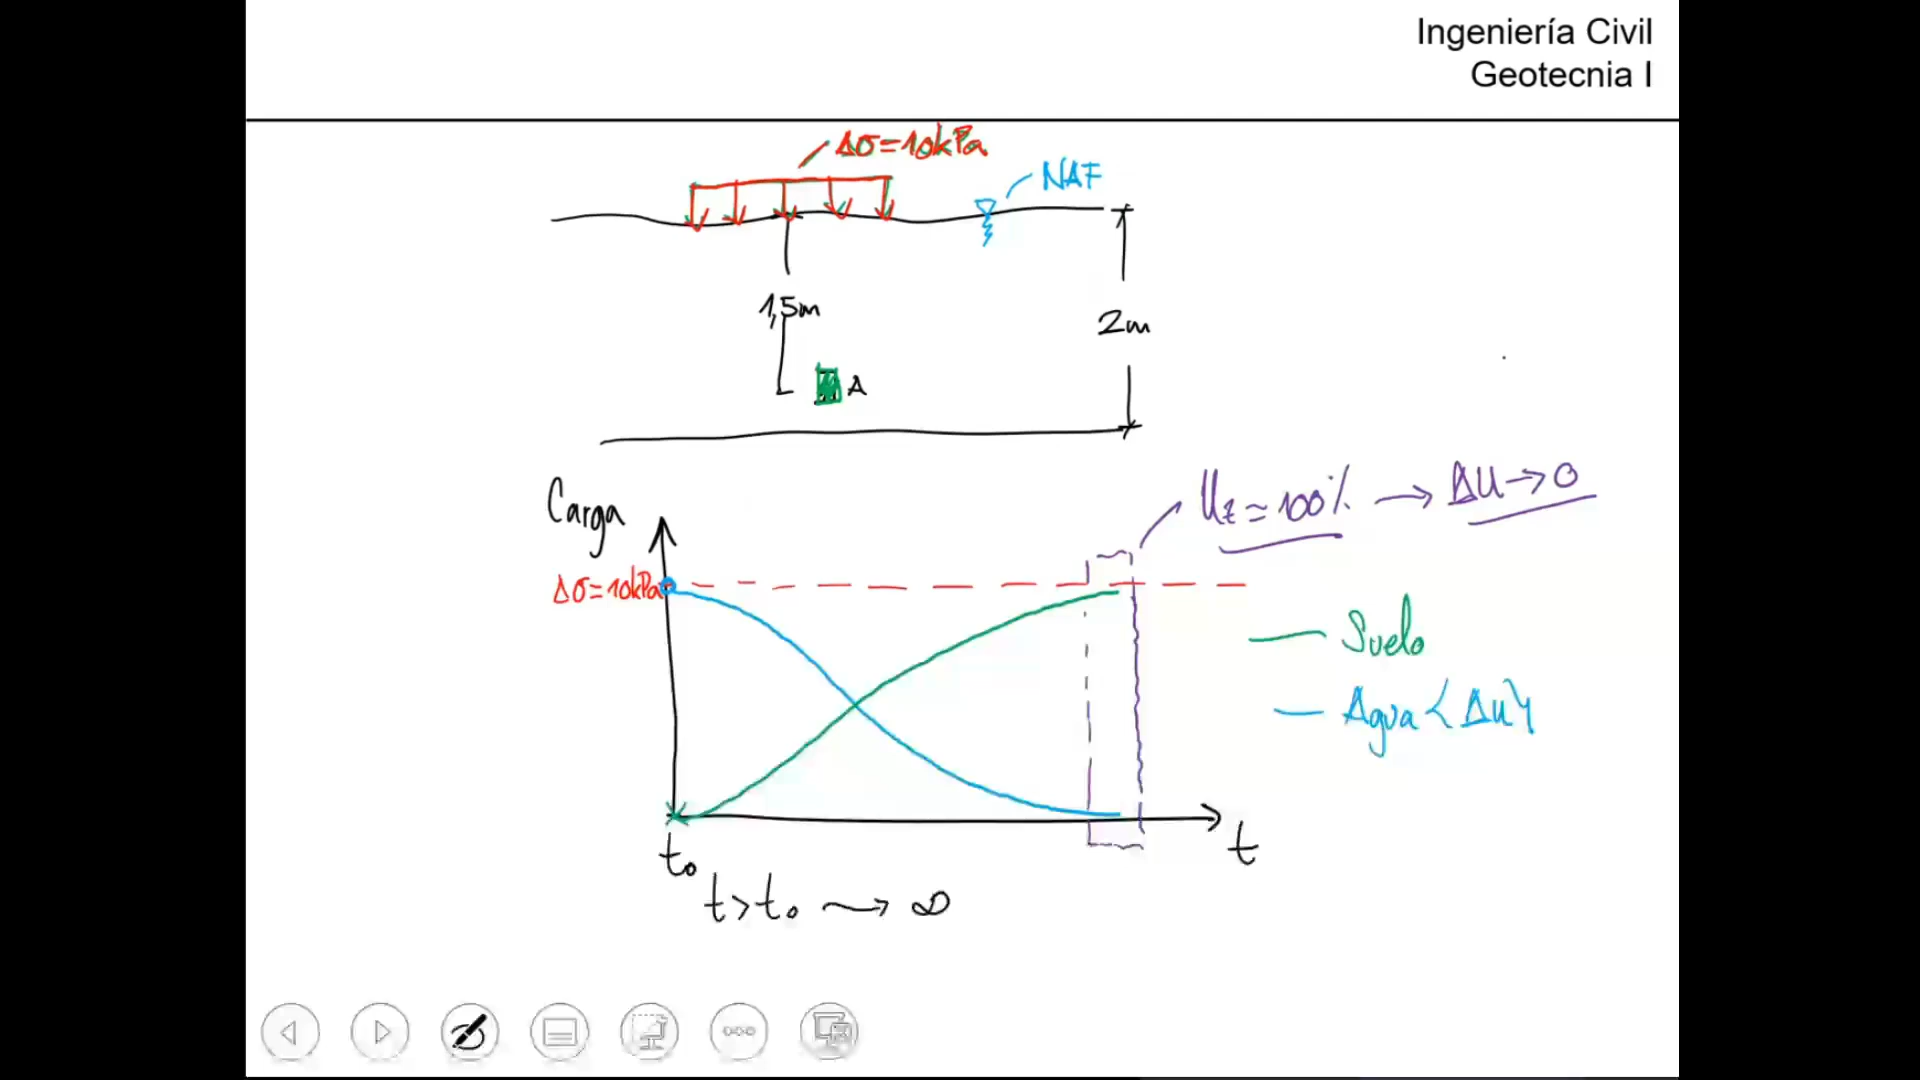 Ingeniería Civil
Geotecnia I
Δσ=10kPa
NAF
1,5m
2m
A
Carga
Uz≃100% → Δu→0
Δσ=10kPa
Suelo
Agua <Δu>
t₀
t
t>t₀ → ∞